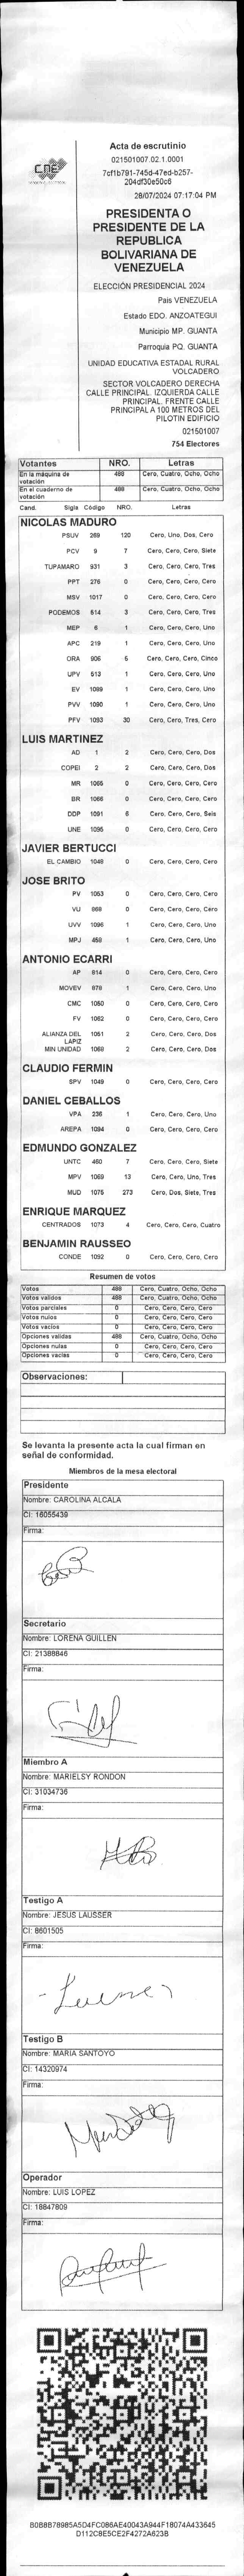 CNE
Acta de escrutinio
021501007.02.1.0001
7cf1b791-745d-47ed-b257-
204df30e50c6
28/07/2024 07:17:04 PM
PRESIDENTA O
PRESIDENTE DE LA
REPUBLICA
BOLIVARIANA DE
VENEZUELA
ELECCIÓN PRESIDENCIAL 2024
Pais VENEZUELA
Estado EDO. ANZOATEGUI
Municipio MP. GUANTA
Parroquia PQ. GUANTA
UNIDAD EDUCATIVA ESTADAL RURAL
VOLCADERO
SECTOR VOLCADERO DERECHA
CALLE PRINCIPAL. IZQUIERDA CALLE
PRINCIPAL. FRENTE CALLE
PRINCIPAL A 100 METROS DEL
PILOTIN EDIFICIO
021501007
754 Electores
Votantes NRO. Letras
En la máquina de votación 488 Cero, Cuatro, Ocho, Ocho
En el cuaderno de votación 488 Cero, Cuatro, Ocho, Ocho
Cand. Sigls Código NRO. Letras
NICOLAS MADURO
PSUV 269 120 Cero, Uno, Dos, Cero
PCV 9 7 Cero, Cero, Cero, Siete
TUPAMARO 931 3 Cero, Cero, Cero, Tres
PPT 276 0 Cero, Cero, Cero, Cero
MSV 1017 0 Cero, Cero, Cero, Cero
PODEMOS 514 3 Cero, Cero, Cero, Tres
MEP 6 1 Cero, Cero, Cero, Uno
APC 219 1 Cero, Cero, Cero, Uno
ORA 906 5 Cero, Cero, Cero, Cinco
UPV 513 1 Cero, Cero, Cero, Uno
EV 1089 1 Cero, Cero, Cero, Uno
PVV 1090 1 Cero, Cero, Cero, Uno
PFV 1093 30 Cero, Cero, Tres, Cero
LUIS MARTINEZ
AD 1 2 Cero, Cero, Cero, Dos
COPEI 2 2 Cero, Cero, Cero, Dos
MR 1065 0 Cero, Cero, Cero, Cero
BR 1066 0 Cero, Cero, Cero, Cero
DDP 1091 6 Cero, Cero, Cero, Seis
UNE 1095 0 Cero, Cero, Cero, Cero
JAVIER BERTUCCI
EL CAMBIO 1048 0 Cero, Cero, Cero, Cero
JOSE BRITO
PV 1053 0 Cero, Cero, Cero, Cero
VU 868 0 Cero, Cero, Cero, Cero
UVV 1096 1 Cero, Cero, Cero, Uno
MPJ 458 1 Cero, Cero, Cero, Uno
ANTONIO ECARRI
AP 814 0 Cero, Cero, Cero, Cero
MOVEV 878 1 Cero, Cero, Cero, Uno
CMC 1050 0 Cero, Cero, Cero, Cero
FV 1052 0 Cero, Cero, Cero, Cero
ALIANZA DEL LAPIZ 1051 2 Cero, Cero, Cero, Dos
MIN UNIDAD 1068 2 Cero, Cero, Cero, Dos
CLAUDIO FERMIN
SPV 1049 0 Cero, Cero, Cero, Cero
DANIEL CEBALLOS
VPA 236 1 Cero, Cero, Cero, Uno
AREPA 1094 0 Cero, Cero, Cero, Cero
EDMUNDO GONZALEZ
UNTC 460 7 Cero, Cero, Cero, Siete
MPV 1069 13 Cero, Cero, Uno, Tres
MUD 1075 273 Cero, Dos, Siete, Tres
ENRIQUE MARQUEZ
CENTRADOS 1073 4 Cero, Cero, Cero, Cuatro
BENJAMIN RAUSSEO
CONDE 1092 0 Cero, Cero, Cero, Cero
Resumen de votos
Votos 488 Cero, Cuatro, Ocho, Ocho
Votos validos 488 Cero, Cuatro, Ocho, Ocho
Votos parciales 0 Cero, Cero, Cero, Cero
Votos nulos 0 Cero, Cero, Cero, Cero
Votos vacios 0 Cero, Cero, Cero, Cero
Opciones validas 488 Cero, Cuatro, Ocho, Ocho
Opciones nulas 0 Cero, Cero, Cero, Cero
Opciones vacias 0 Cero, Cero, Cero, Cero
Observaciones:
Se levanta la presente acta la cual firman en
señal de conformidad.
Miembros de la mesa electoral
Presidente
Nombre: CAROLINA ALCALA
CI: 16055439
Firma:
Secretario
Nombre: LORENA GUILLEN
CI: 21388846
Firma:
Miembro A
Nombre: MARIELSY RONDON
CI: 31034736
Firma:
Testigo A
Nombre: JESUS LAUSSER
CI: 8601505
Firma:
Testigo B
Nombre: MARIA SANTOYO
CI: 14320974
Firma:
Operador
Nombre: LUIS LOPEZ
CI: 18847809
Firma:
B0B8B78985A5D4FC086AE40043A944F18074A433645
D112C8E5CE2F4272A623B